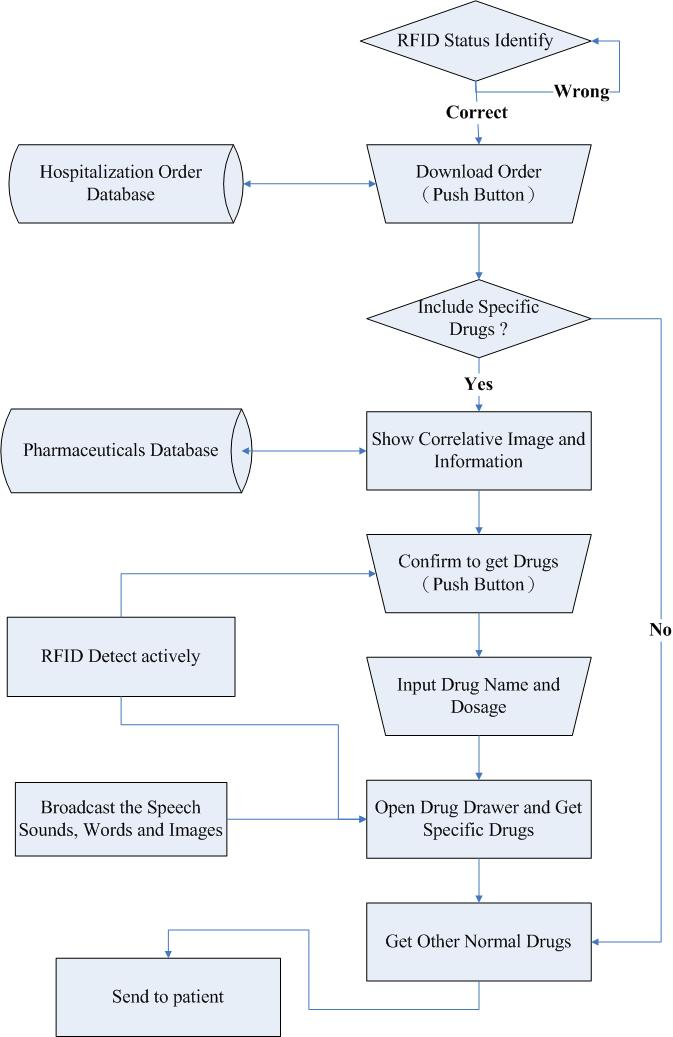 RFID Status Identify
Wrong
Correct
Hospitalization Order
Database
Download Order
（Push Button）
Include Specific
Drugs ?
Yes
Pharmaceuticals Database
Show Correlative Image and
Information
Confirm to get Drugs
（Push Button）
No
RFID Detect actively
Input Drug Name and
Dosage
Broadcast the Speech
Sounds, Words and Images
Open Drug Drawer and Get
Specific Drugs
Get Other Normal Drugs
Send to patient